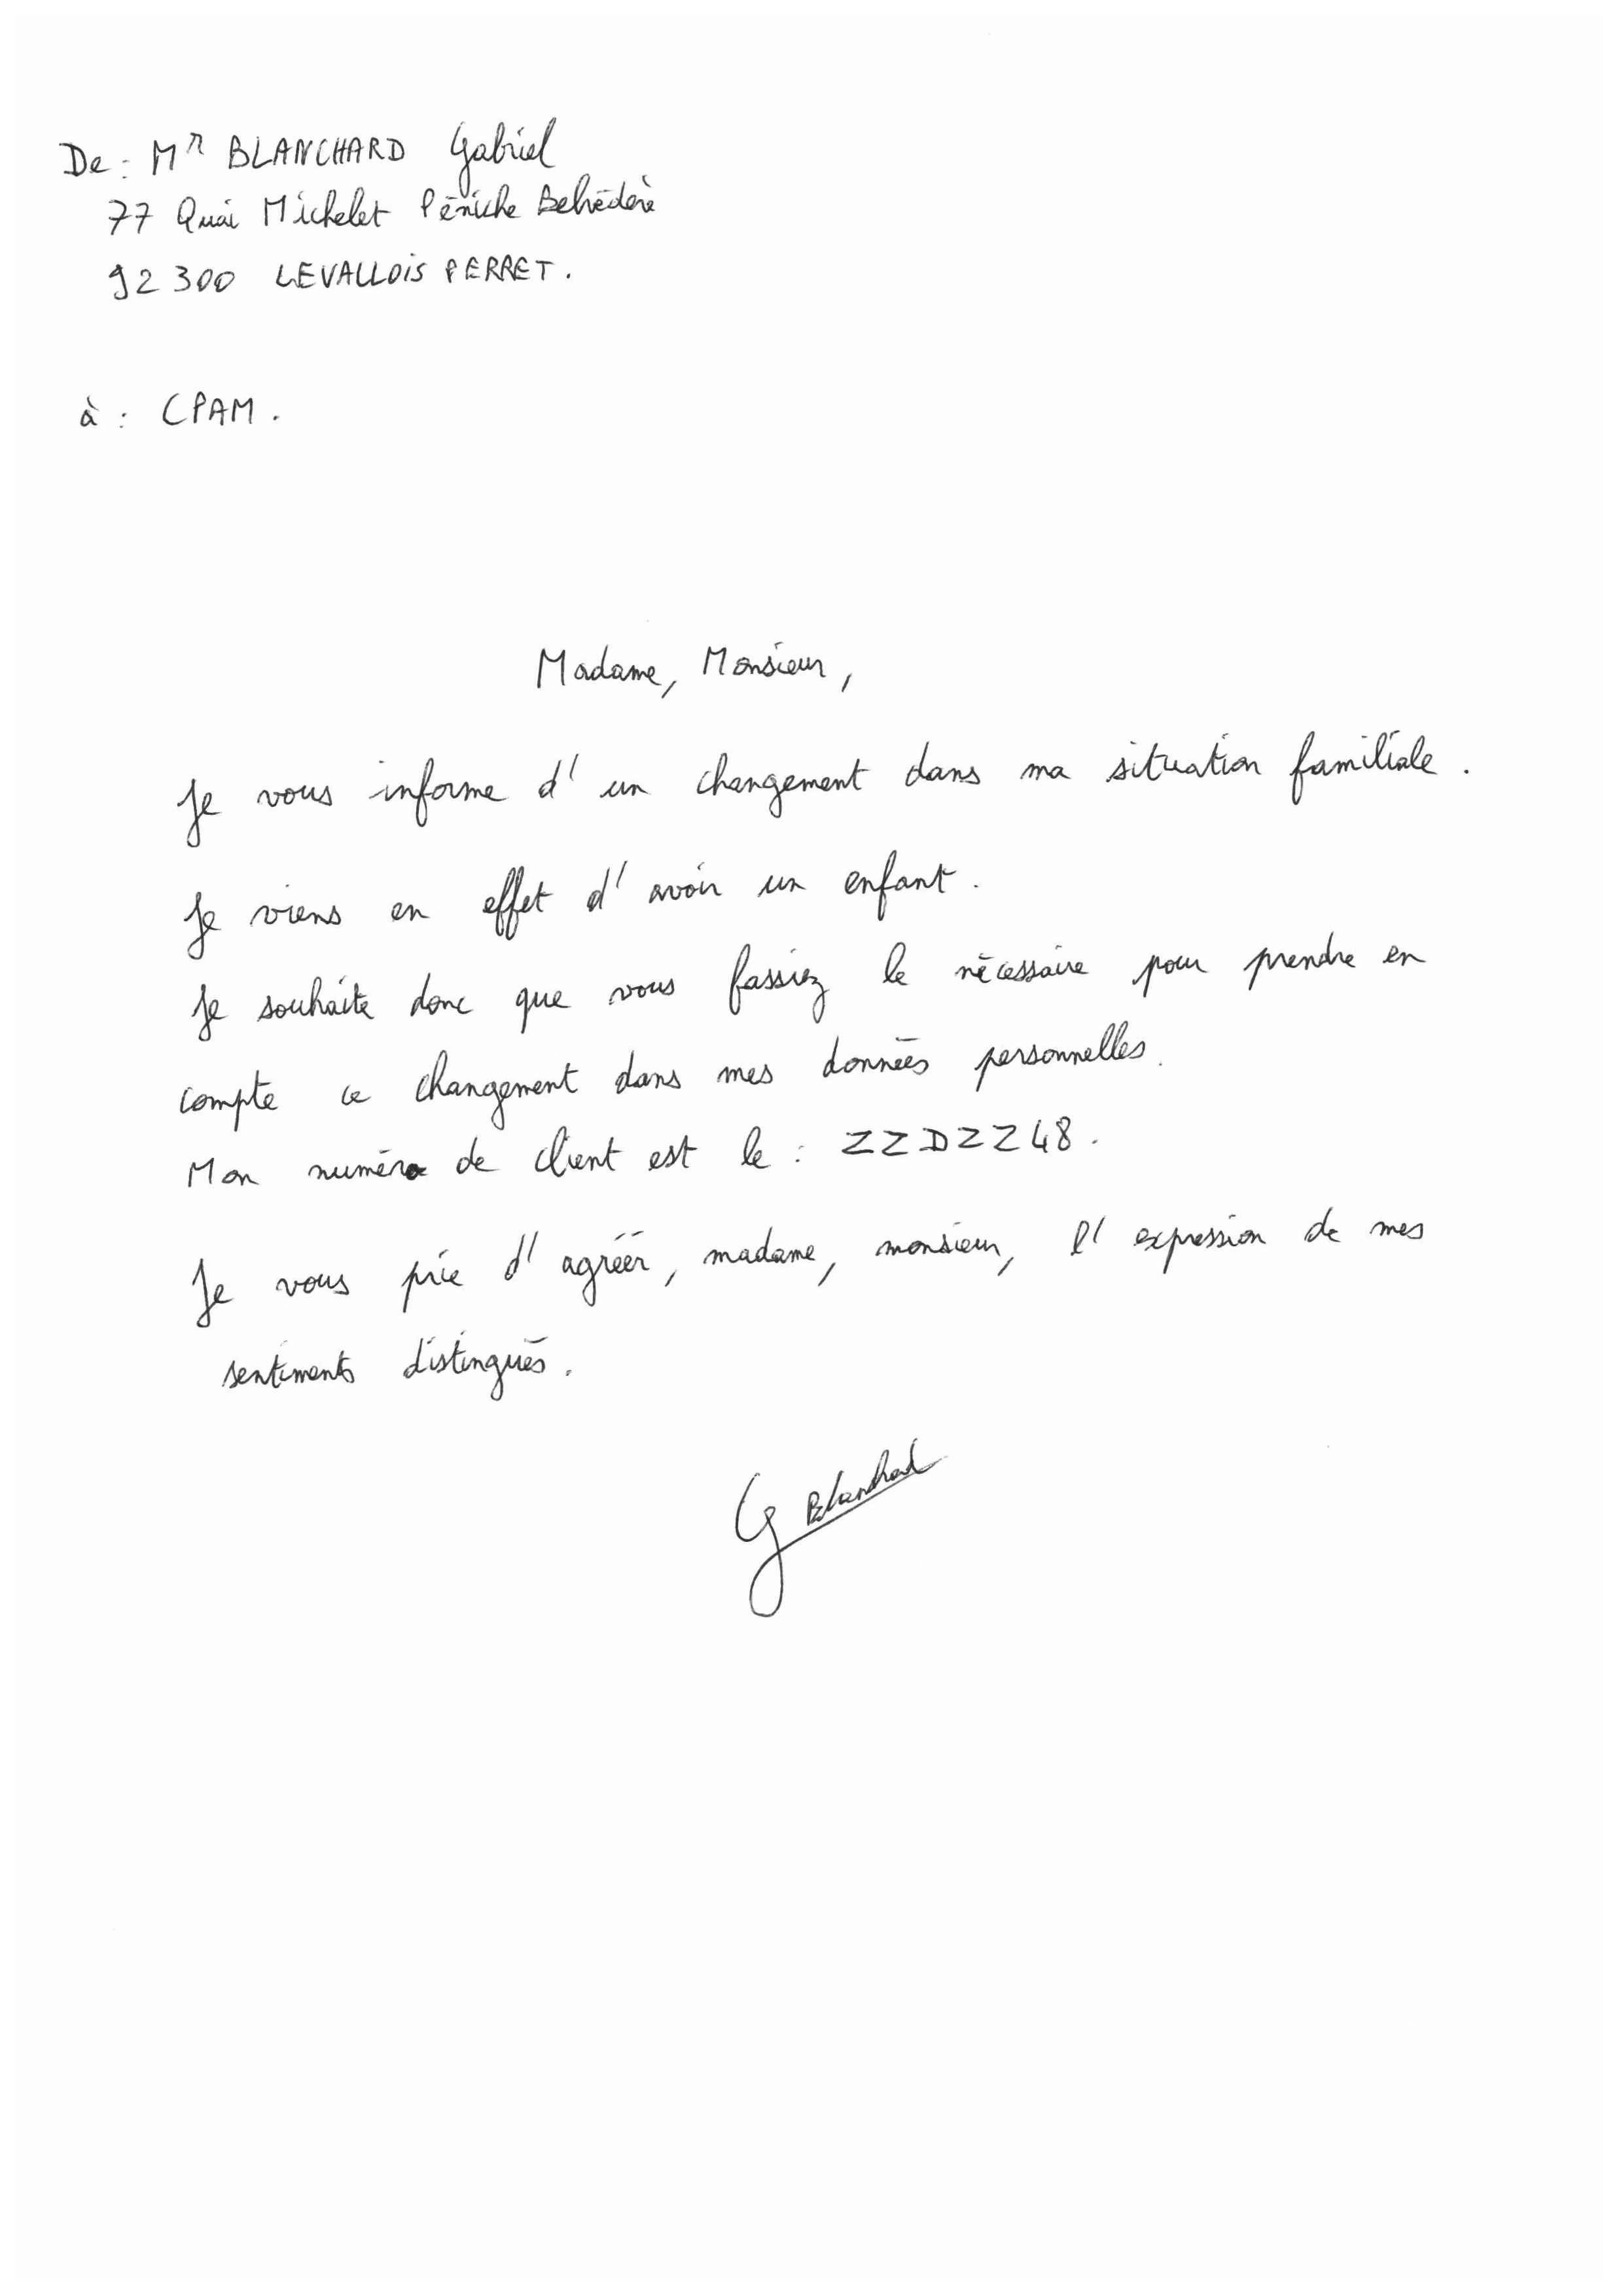 De : Mr BLANCHARD Gabriel
77 Quai Michelet Péniche Belvédère
92300 LEVALLOIS PERRET.
à : CPAM.
Madame, Monsieur,
Je vous informe d'un changement dans ma situation familiale.
Je viens en effet d'avoir un enfant.
Je souhaite donc que vous fassiez le nécessaire pour prendre en
compte ce changement dans mes données personnelles.
Mon numéro de client est le : ZZDZZ48.
Je vous prie d'agréér, madame, monsieur, l'expression de mes
sentiments distingués.
G Blanchard